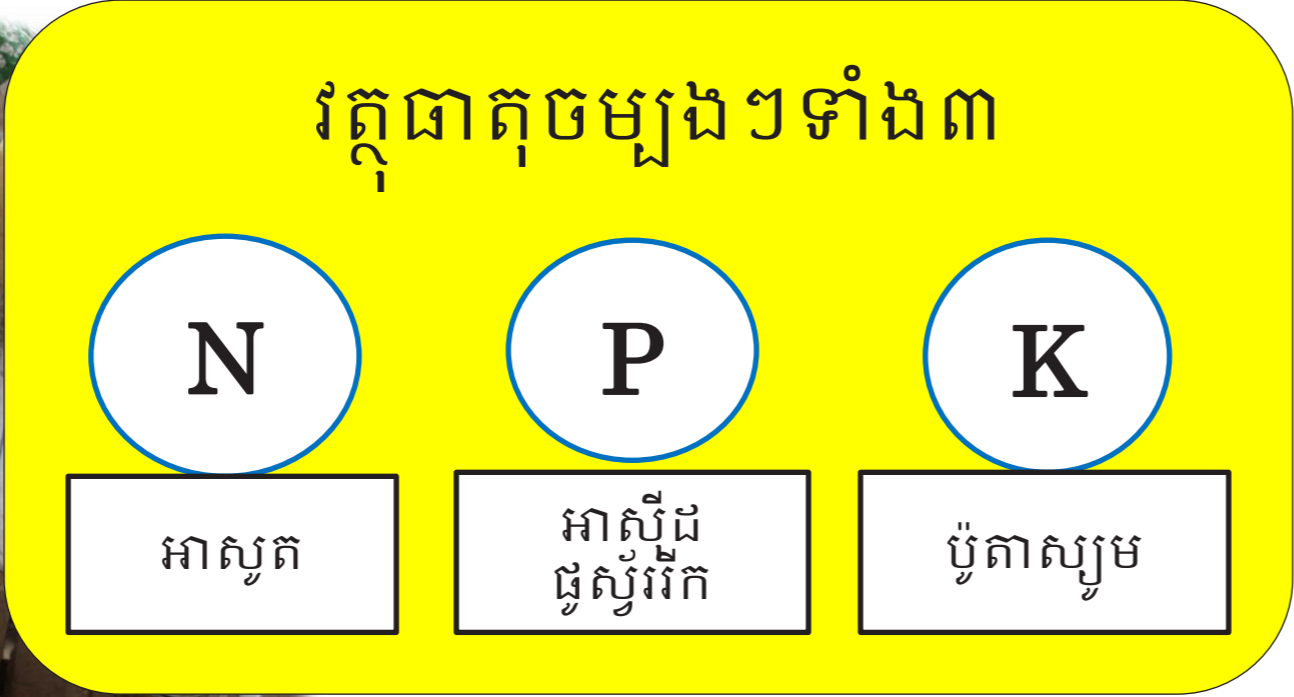 វត្ថុធាតុចម្បងៗទាំង៣
N P K
អាសូត
អាស៊ីដ
ផូស្វ័ររីក
ប៉ូតាស្យូម